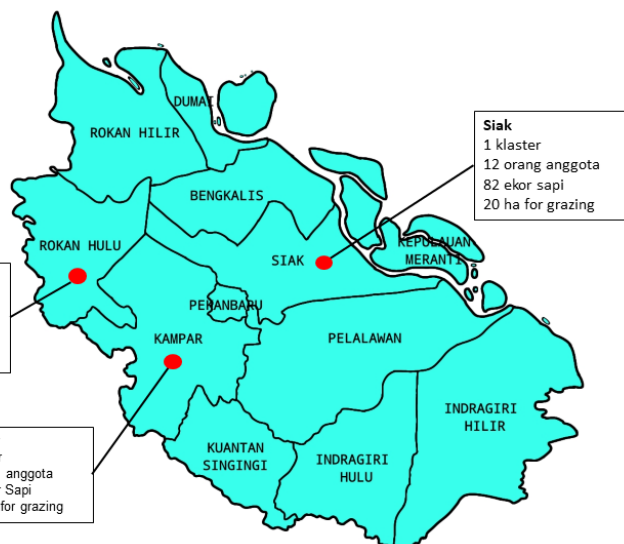 DUMAI
ROKAN HILIR
Siak
1 klaster
12 orang anggota
82 ekor sapi
20 ha for grazing
BENGKALIS
ROKAN HULU
SIAK
KEPULAUAN
MERANTI
PEKANBARU
KAMPAR
PELALAWAN
INDRAGIRI
HILIR
KUANTAN
SINGINGI
INDRAGIRI
HULU
anggota
Sapi
for grazing